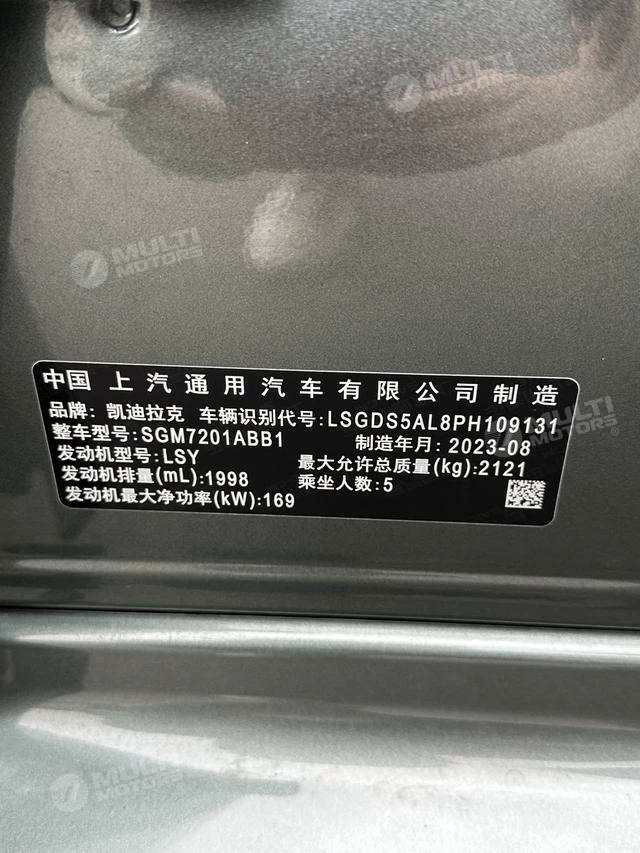 MULTI
MOTORS
MULTI
MOTORS
中国上汽通用汽车有限公司制造
品牌: 凯迪拉克 车辆识别代号:LSGDS5AL8PH109131
整车型号:SGM7201ABB1 制造年月: 2023-08
发动机型号:LSY 最大允许总质量(kg):2121
发动机排量(mL):1998 乘坐人数:5
发动机最大净功率(kW):169
MULTI
MOTORS
MULTI
MOTORS